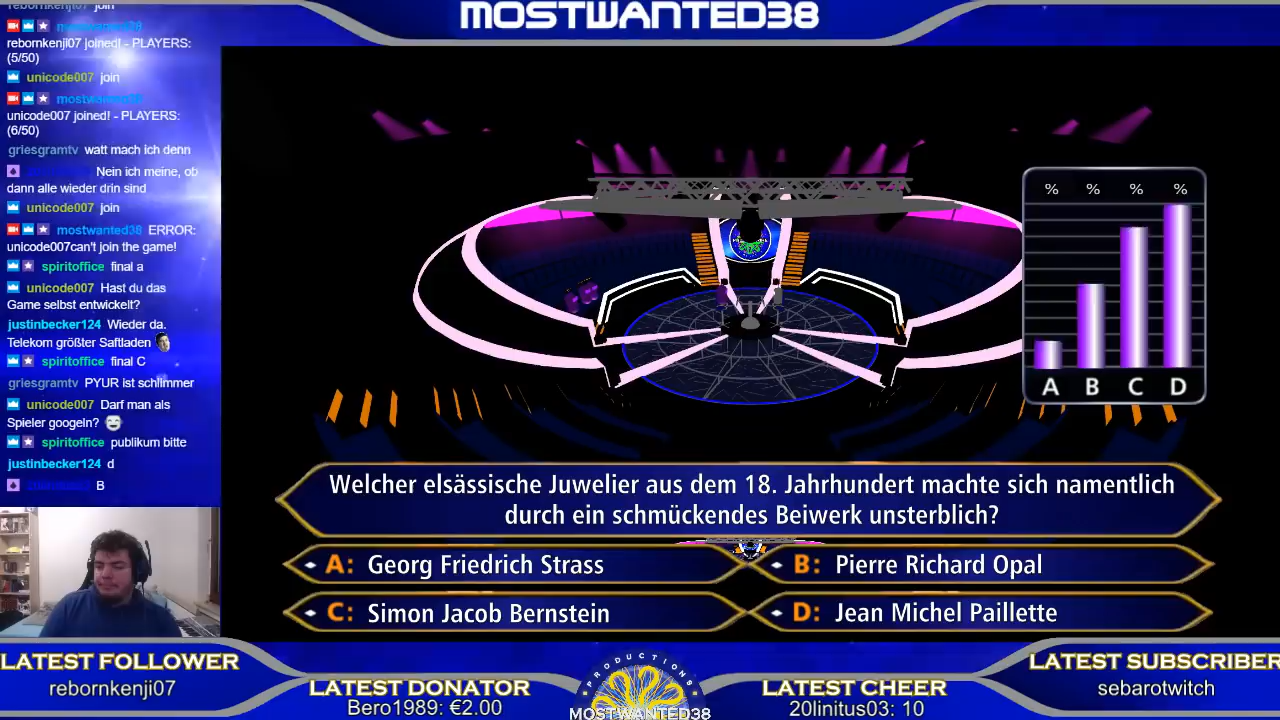 MOSTWANTED38
rebornkenji07 join
mostwanted38
rebornkenji07 joined! - PLAYERS:
(5/50)
unicode007 join
mostwanted38
unicode007 joined! - PLAYERS:
(6/50)
griesgramtv watt mach ich denn
Nein ich meine, ob
dann alle wieder drin sind
unicode007 join
mostwanted38 ERROR:
unicode007can't join the game!
spiritoffice final a
unicode007 Hast du das
Game selbst entwickelt?
justinbecker124 Wieder da.
Telekom größter Saftladen
spiritoffice final C
griesgramtv PYUR ist schlimmer
unicode007 Darf man als
Spieler googeln?
spiritoffice publikum bitte
justinbecker124 d
B
% % % %
A B C D
Welcher elsässische Juwelier aus dem 18. Jahrhundert machte sich namentlich
durch ein schmückendes Beiwerk unsterblich?
A: Georg Friedrich Strass
B: Pierre Richard Opal
C: Simon Jacob Bernstein
D: Jean Michel Paillette
LATEST FOLLOWER
rebornkenji07
LATEST DONATOR
Bero1989: €2.00
PRODUCTIONS
MOSTWANTED38
LATEST CHEER
20linitus03: 10
LATEST SUBSCRIBER
sebarotwitch